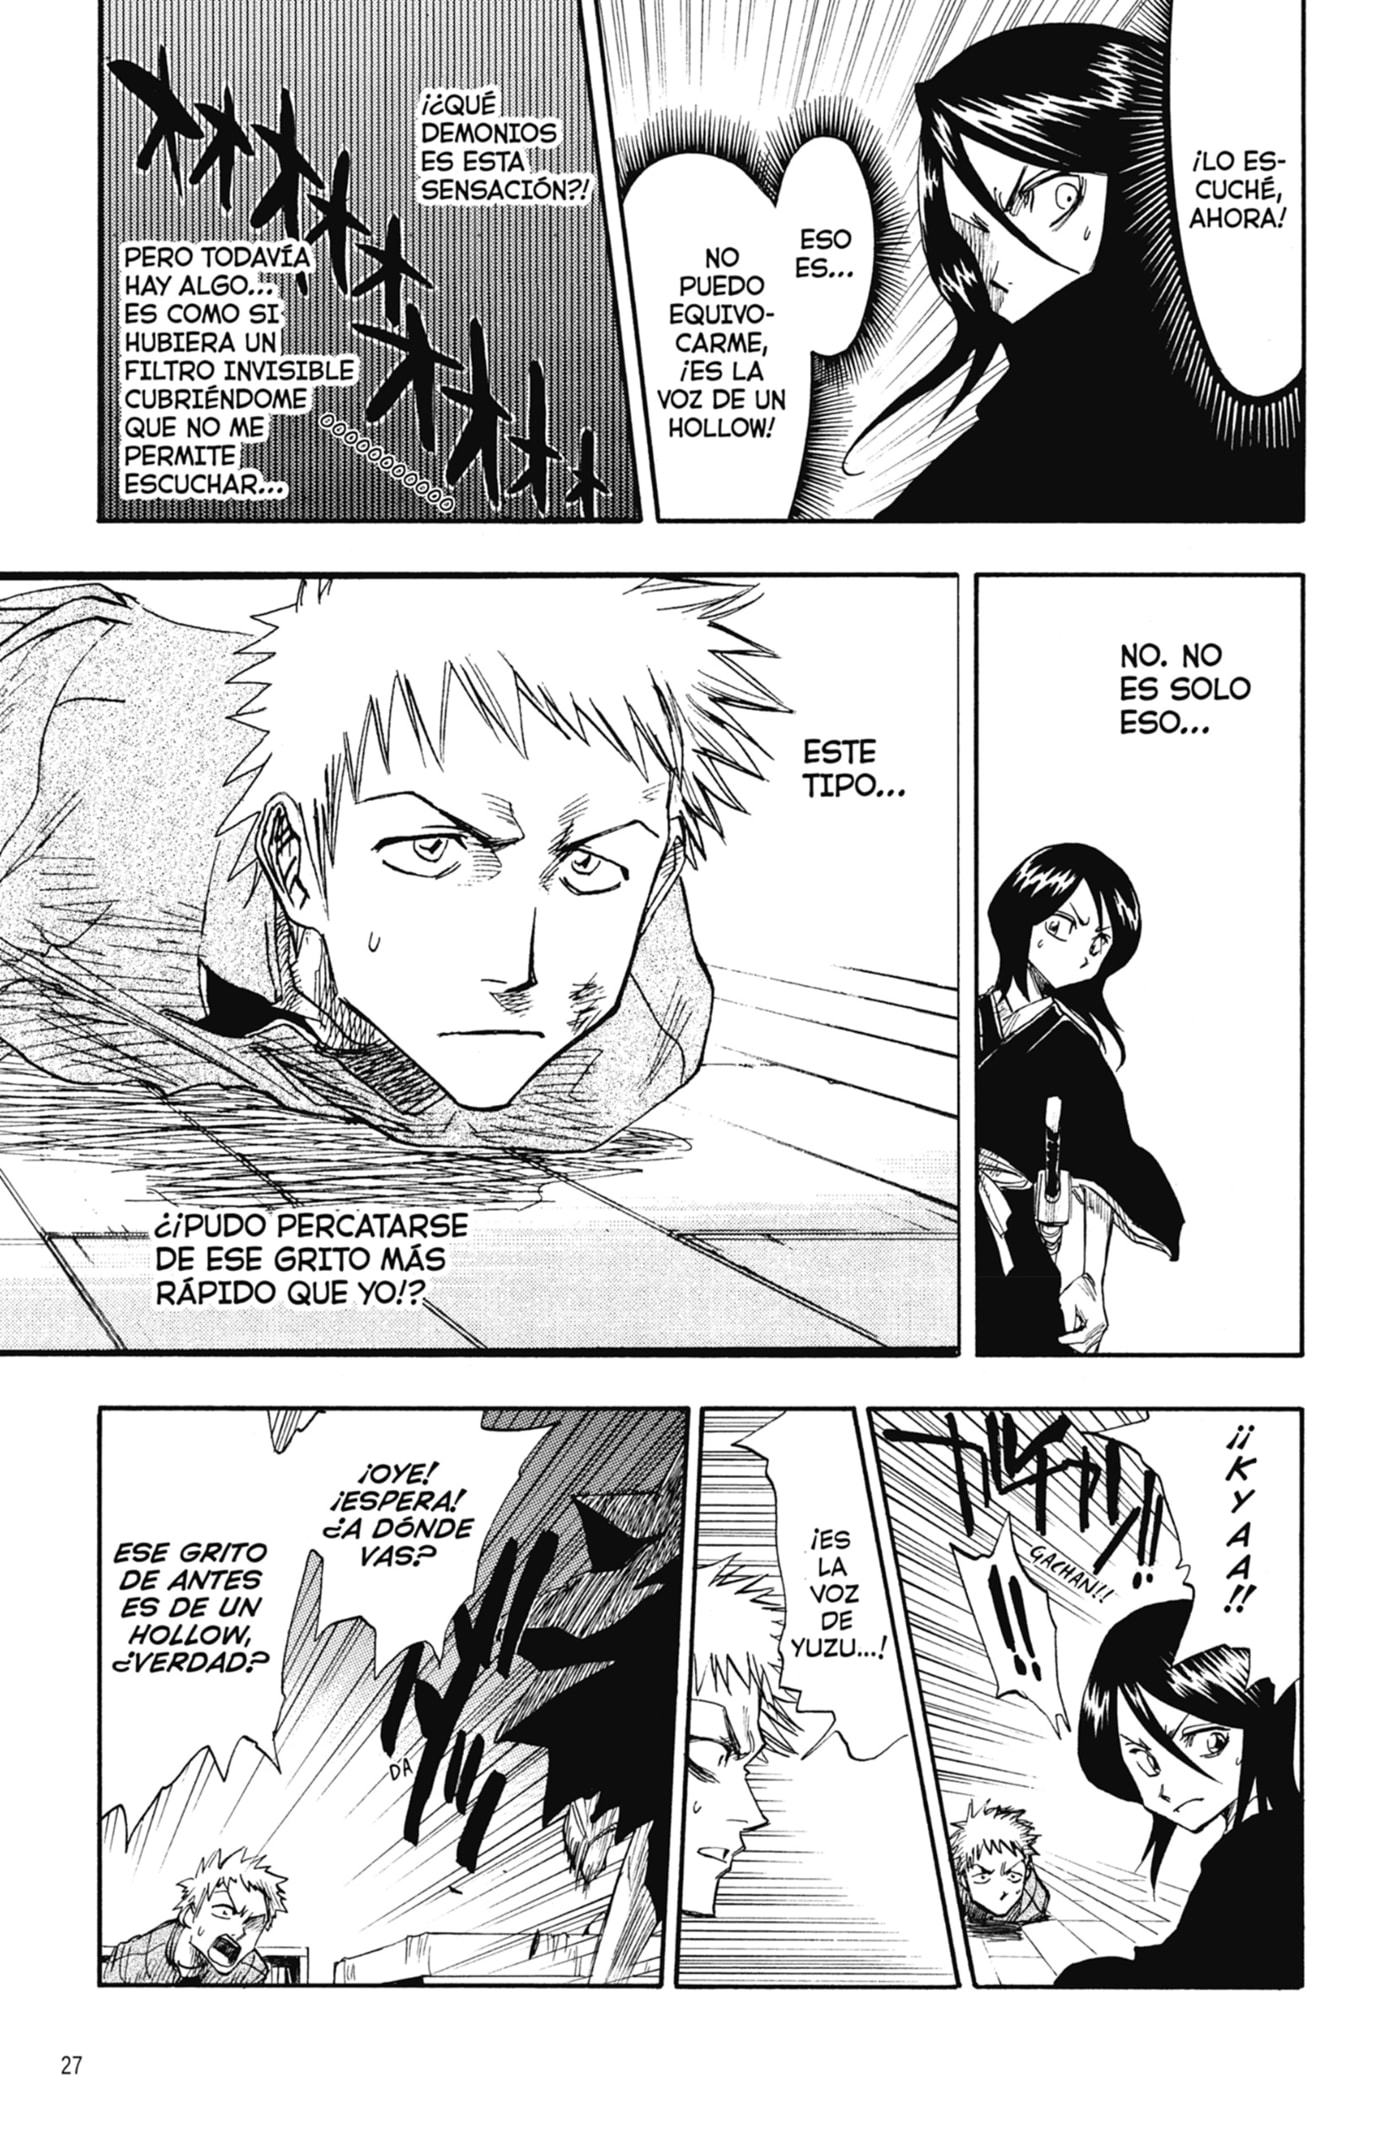 ¡LO ES-
CUCHÉ,
AHORA!
ESO
ES...
NO
PUEDO
EQUIVO-
CARME,
¡ES LA
VOZ DE UN
HOLLOW!
¡¿QUÉ
DEMONIOS
ES ESTA
SENSACIÓN?!
PERO TODAVÍA
HAY ALGO...
ES COMO SI
HUBIERA UN
FILTRO INVISIBLE
CUBRIÉNDOME
QUE NO ME
PERMITE
ESCUCHAR...
OOOOOOOOOOO
NO. NO
ES SOLO
ESO...
ESTE
TIPO...
¿¡PUDO PERCATARSE
DE ESE GRITO MÁS
RÁPIDO QUE YO!?
¡¡KYAA!!
GACHAN!!
!!
¡ES
LA
VOZ
DE
YUZU...!
¡OYE!
¡ESPERA!
¿A DÓNDE
VAS?
ESE GRITO
DE ANTES
ES DE UN
HOLLOW,
¿VERDAD?
DA
27